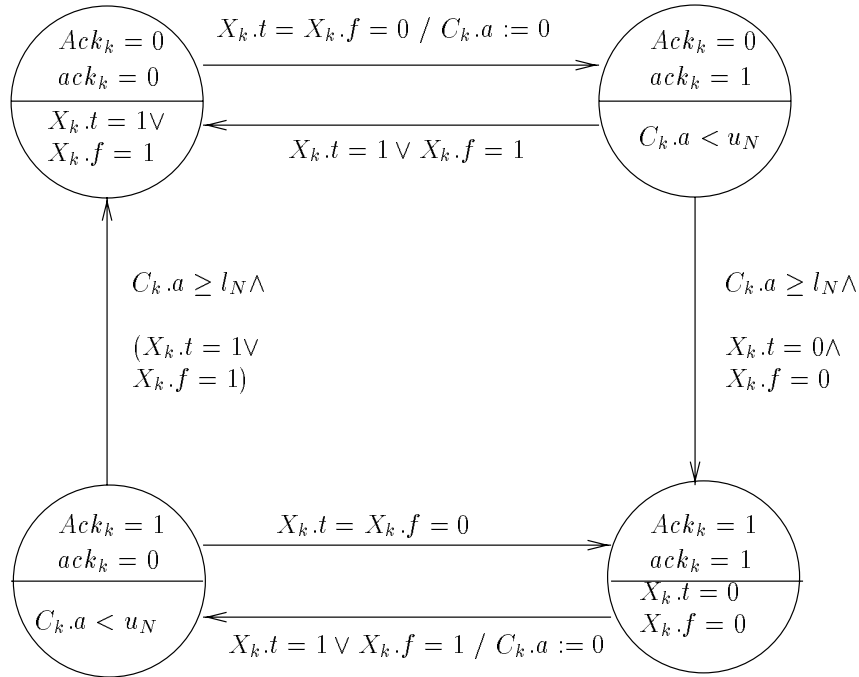 Ack_k = 0
ack_k = 0
X_k.t = 1∨
X_k.f = 1
X_k.t = X_k.f = 0 / C_k.a := 0
X_k.t = 1 ∨ X_k.f = 1
Ack_k = 0
ack_k = 1
C_k.a < u_N
C_k.a ≥ l_N∧
(X_k.t = 1∨
X_k.f = 1)
C_k.a ≥ l_N∧
X_k.t = 0∧
X_k.f = 0
Ack_k = 1
ack_k = 0
C_k.a < u_N
X_k.t = X_k.f = 0
X_k.t = 1 ∨ X_k.f = 1 / C_k.a := 0
Ack_k = 1
ack_k = 1
X_k.t = 0
X_k.f = 0